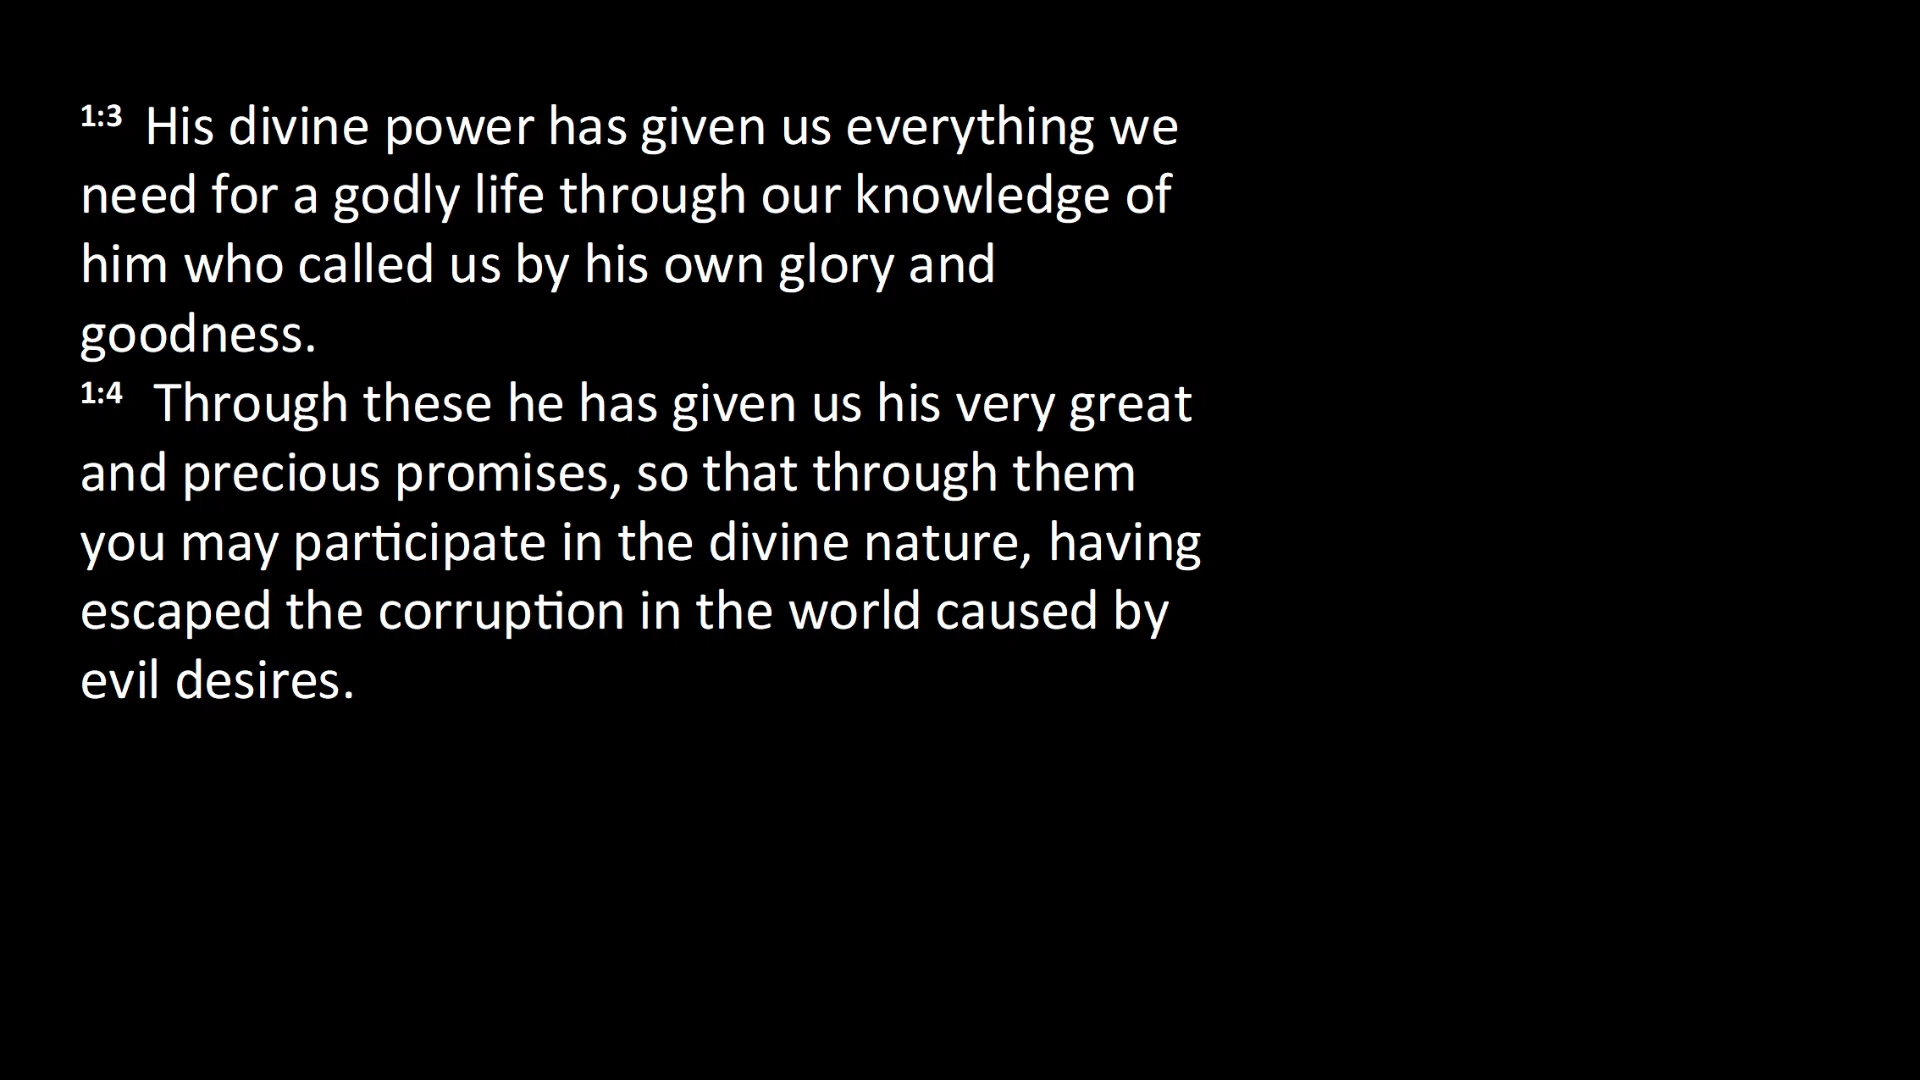 1:3 His divine power has given us everything we
need for a godly life through our knowledge of
him who called us by his own glory and
goodness.
1:4 Through these he has given us his very great
and precious promises, so that through them
you may participate in the divine nature, having
escaped the corruption in the world caused by
evil desires.